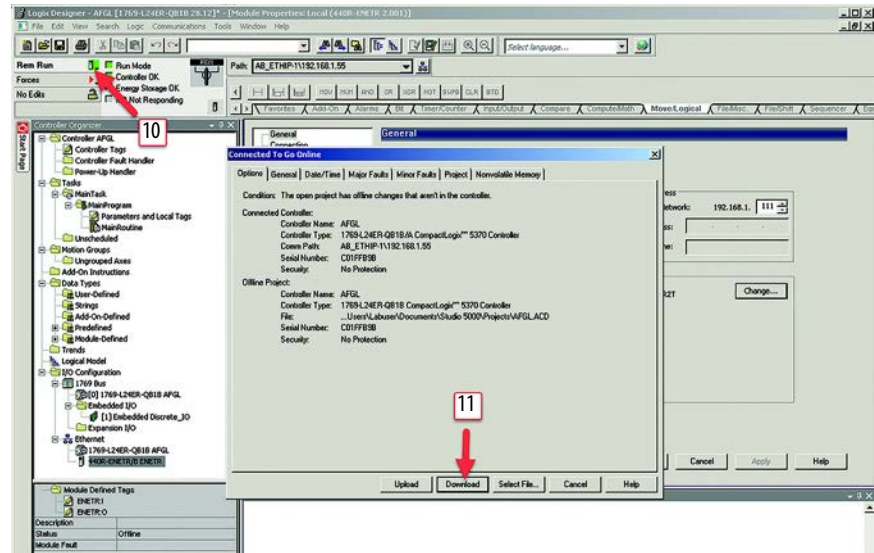 Logix Designer - AFGL [1769-L24ER-QB1B 28.12]* - [Module Properties: Local (440R-ENETR 2.001)]
File Edit View Search Logic Communications Tools Window Help
Select language...
Rem Run
Run Mode
Path: AB_ETHIP-1\192.168.1.55
Forces
Controller OK
Energy Storage OK
No Edits
Not Responding
REM
MOV MVM AND OR XOR NOT SWPB CLR BTD
Favorites Add-On Alarms Bit Timer/Counter Input/Output Compare Compute/Math Move/Logical File/Misc. File/Shift Sequencer
10
Start Page
Controller Organizer
Controller AFGL
Controller Tags
Controller Fault Handler
Power-Up Handler
Tasks
MainTask
MainProgram
Parameters and Local Tags
MainRoutine
Unscheduled
Motion Groups
Ungrouped Axes
Add-On Instructions
Data Types
User-Defined
Strings
Add-On-Defined
Predefined
Module-Defined
Trends
Logical Model
I/O Configuration
1769 Bus
[0] 1769-L24ER-QB1B AFGL
Embedded I/O
[1] Embedded Discrete_IO
Expansion I/O
Ethernet
1769-L24ER-QB1B AFGL
440R-ENETR/B ENETR
Module Defined Tags
ENETR:I
ENETR:O
Description
Status Offline
Module Fault
General
Connection
General
192.168.1. 111
Change...
Cancel Apply Help
Connected To Go Online
Options General Date/Time Major Faults Minor Faults Project Nonvolatile Memory
Condition: The open project has offline changes that aren't in the controller.
Connected Controller:
Controller Name: AFGL
Controller Type: 1769-L24ER-QB1B/A CompactLogix™ 5370 Controller
Comm Path: AB_ETHIP-1\192.168.1.55
Serial Number: C01FFB9B
Security: No Protection
Offline Project:
Controller Name: AFGL
Controller Type: 1769-L24ER-QB1B CompactLogix™ 5370 Controller
File: ...Users\Labuser\Documents\Studio 5000\Projects\AFGL.ACD
Serial Number: C01FFB9B
Security: No Protection
11
Upload Download Select File... Cancel Help